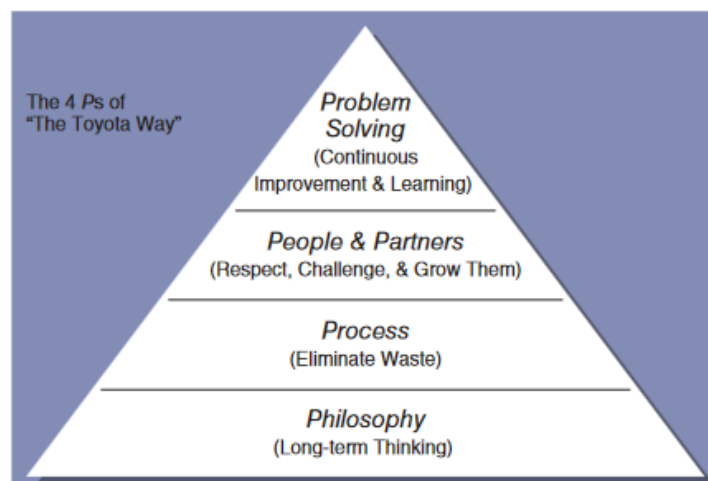 The 4 Ps of
“The Toyota Way”
Problem
Solving
(Continuous
Improvement & Learning)
People & Partners
(Respect, Challenge, & Grow Them)
Process
(Eliminate Waste)
Philosophy
(Long-term Thinking)